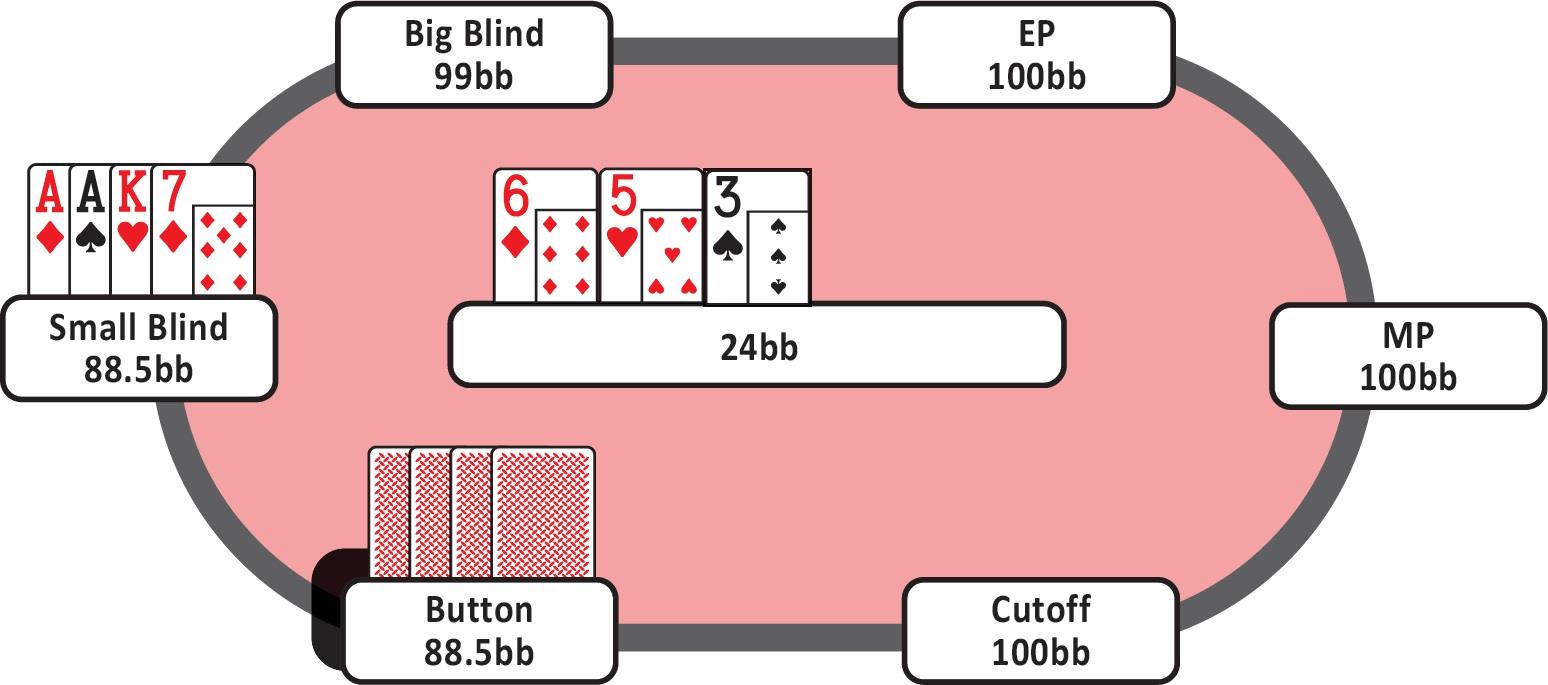 Big Blind
99bb
EP
100bb
A A K 7
6 5 3
Small Blind
88.5bb
24bb
MP
100bb
Button
88.5bb
Cutoff
100bb